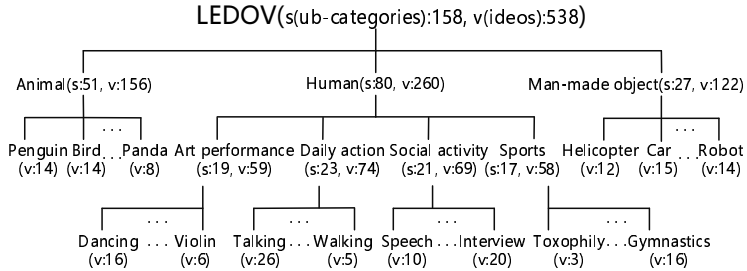 LEDOV(s(ub-categories):158, v(ideos):538)
Animal(s:51, v:156) Human(s:80, v:260) Man-made object(s:27, v:122)
... ...
Penguin Bird ... Panda Art performance Daily action Social activity Sports Helicopter Car ... Robot
(v:14) (v:14) (v:8) (s:19, v:59) (s:23, v:74) (s:21, v:69) (s:17, v:58) (v:12) (v:15) (v:14)
... ... ... ...
Dancing ... Violin Talking ... Walking Speech ... Interview Toxophily ... Gymnastics
(v:16) (v:6) (v:26) (v:5) (v:10) (v:20) (v:3) (v:16)